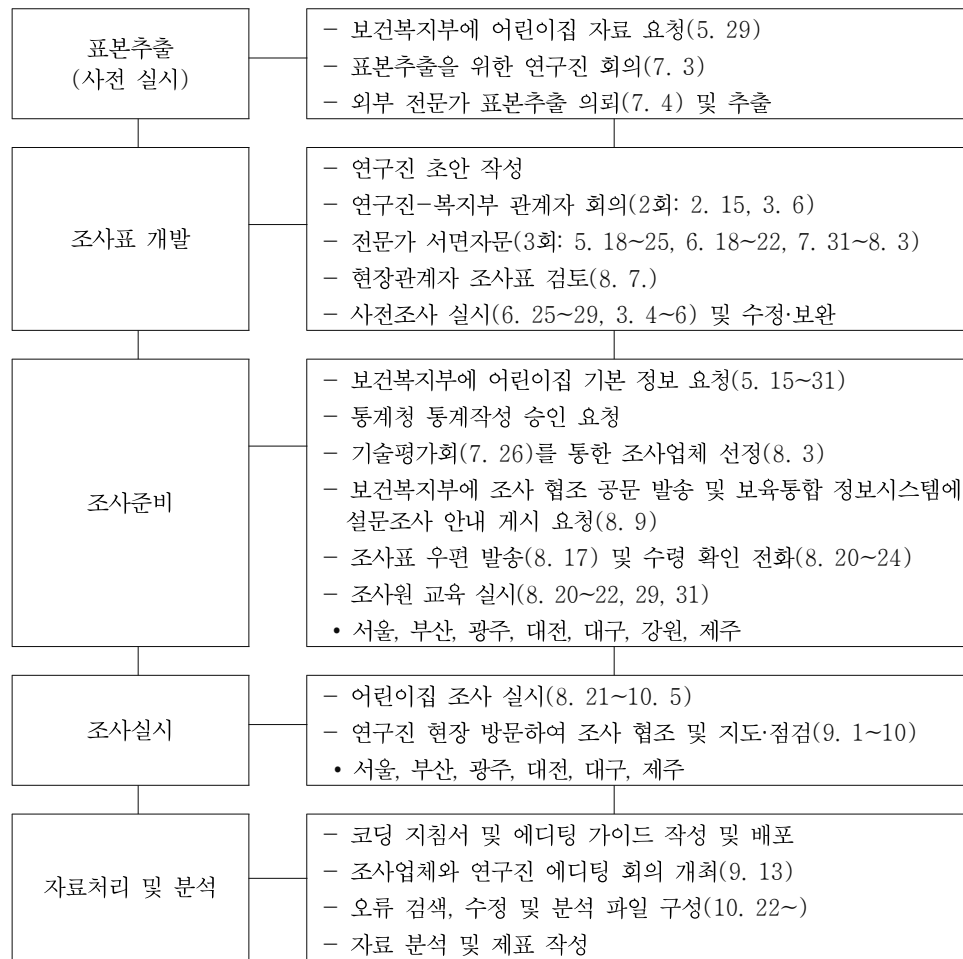 표본추출
(사전 실시)
− 보건복지부에 어린이집 자료 요청(5. 29)
− 표본추출을 위한 연구진 회의(7. 3)
− 외부 전문가 표본추출 의뢰(7. 4) 및 추출
조사표 개발
− 연구진 초안 작성
− 연구진−복지부 관계자 회의(2회: 2. 15, 3. 6)
− 전문가 서면자문(3회: 5. 18~25, 6. 18~22, 7. 31~8. 3)
− 현장관계자 조사표 검토(8. 7.)
− 사전조사 실시(6. 25~29, 3. 4~6) 및 수정·보완
조사준비
− 보건복지부에 어린이집 기본 정보 요청(5. 15~31)
− 통계청 통계작성 승인 요청
− 기술평가회(7. 26)를 통한 조사업체 선정(8. 3)
− 보건복지부에 조사 협조 공문 발송 및 보육통합 정보시스템에
설문조사 안내 게시 요청(8. 9)
− 조사표 우편 발송(8. 17) 및 수령 확인 전화(8. 20~24)
− 조사원 교육 실시(8. 20~22, 29, 31)
• 서울, 부산, 광주, 대전, 대구, 강원, 제주
조사실시
− 어린이집 조사 실시(8. 21~10. 5)
− 연구진 현장 방문하여 조사 협조 및 지도·점검(9. 1~10)
• 서울, 부산, 광주, 대전, 대구, 제주
자료처리 및 분석
− 코딩 지침서 및 에디팅 가이드 작성 및 배포
− 조사업체와 연구진 에디팅 회의 개최(9. 13)
− 오류 검색, 수정 및 분석 파일 구성(10. 22~)
− 자료 분석 및 제표 작성